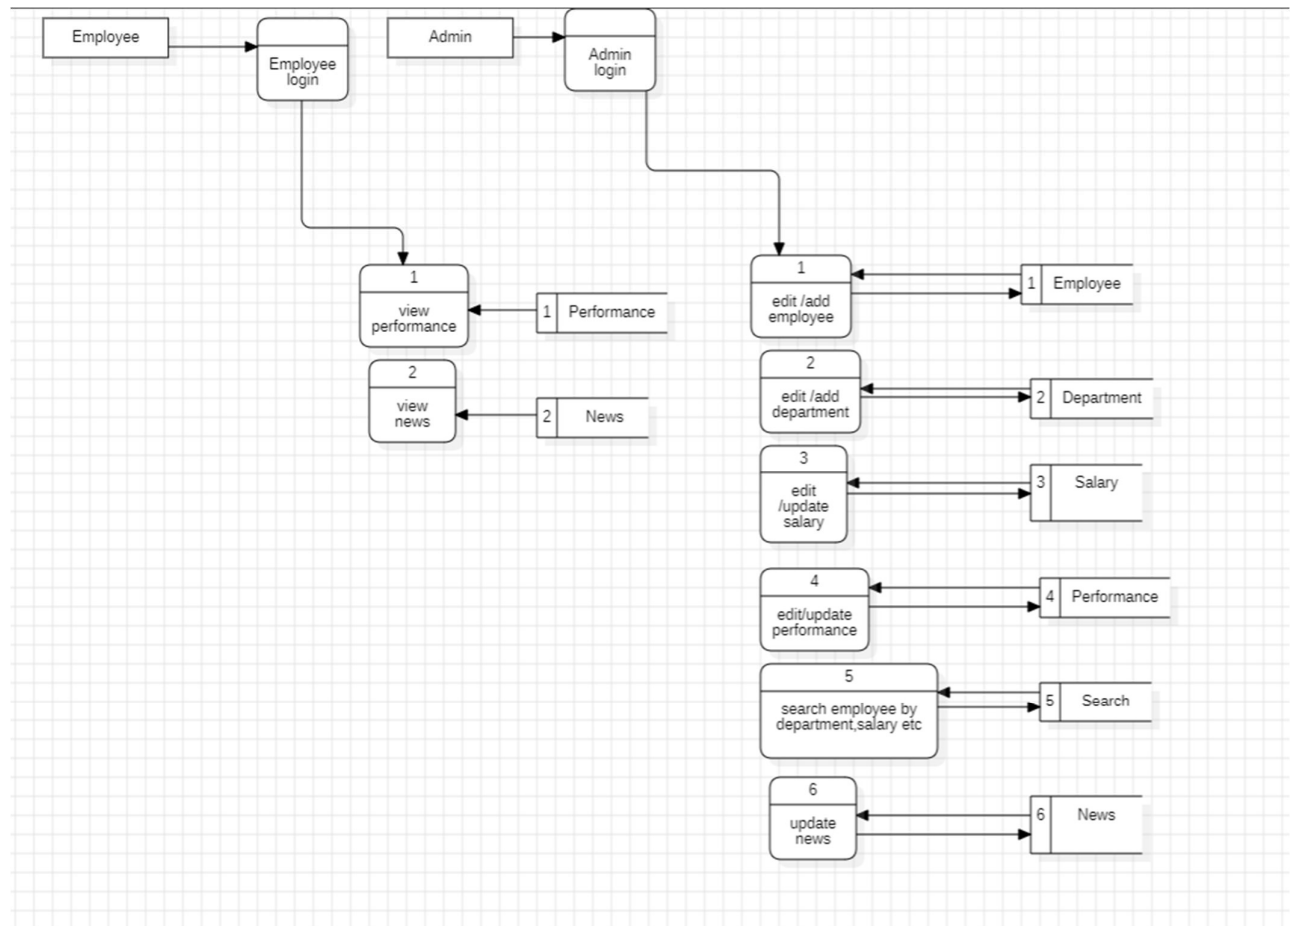 Employee
Employee
login
Admin
Admin
login
1
view
performance
1
Performance
2
view
news
2
News
1
edit /add
employee
1
Employee
2
edit /add
department
2
Department
3
edit
/update
salary
3
Salary
4
edit/update
performance
4
Performance
5
search employee by
department,salary etc
5
Search
6
update
news
6
News